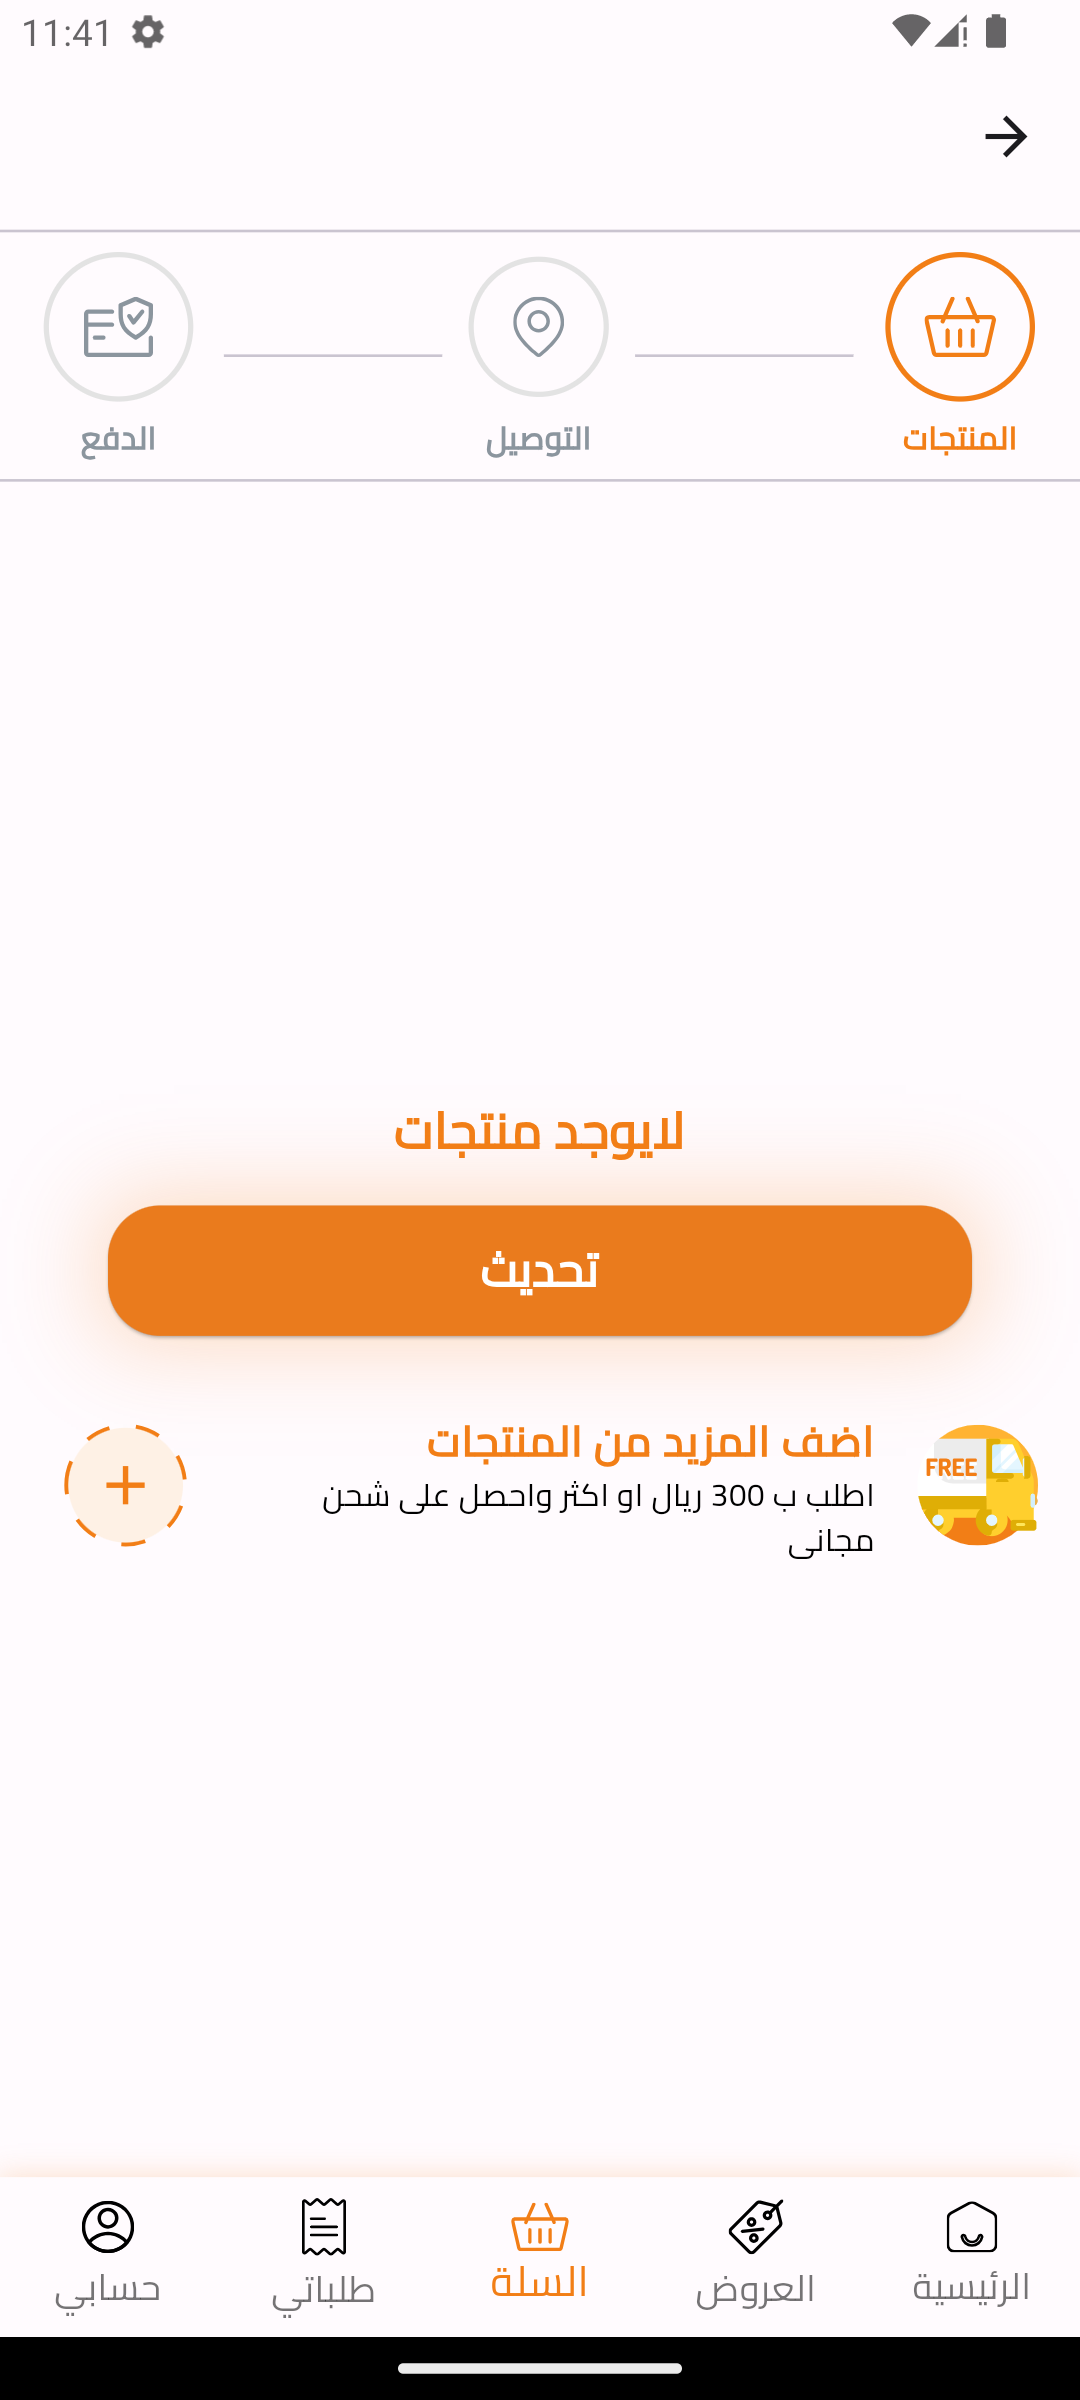 11:41
المنتجات
التوصيل
الدفع
لايوجد منتجات
تحديث
اضف المزيد من المنتجات
اطلب ب 300 ريال او اكثر واحصل على شحن
مجانى
FREE
الرئيسية
العروض
السلة
طلباتي
حسابي